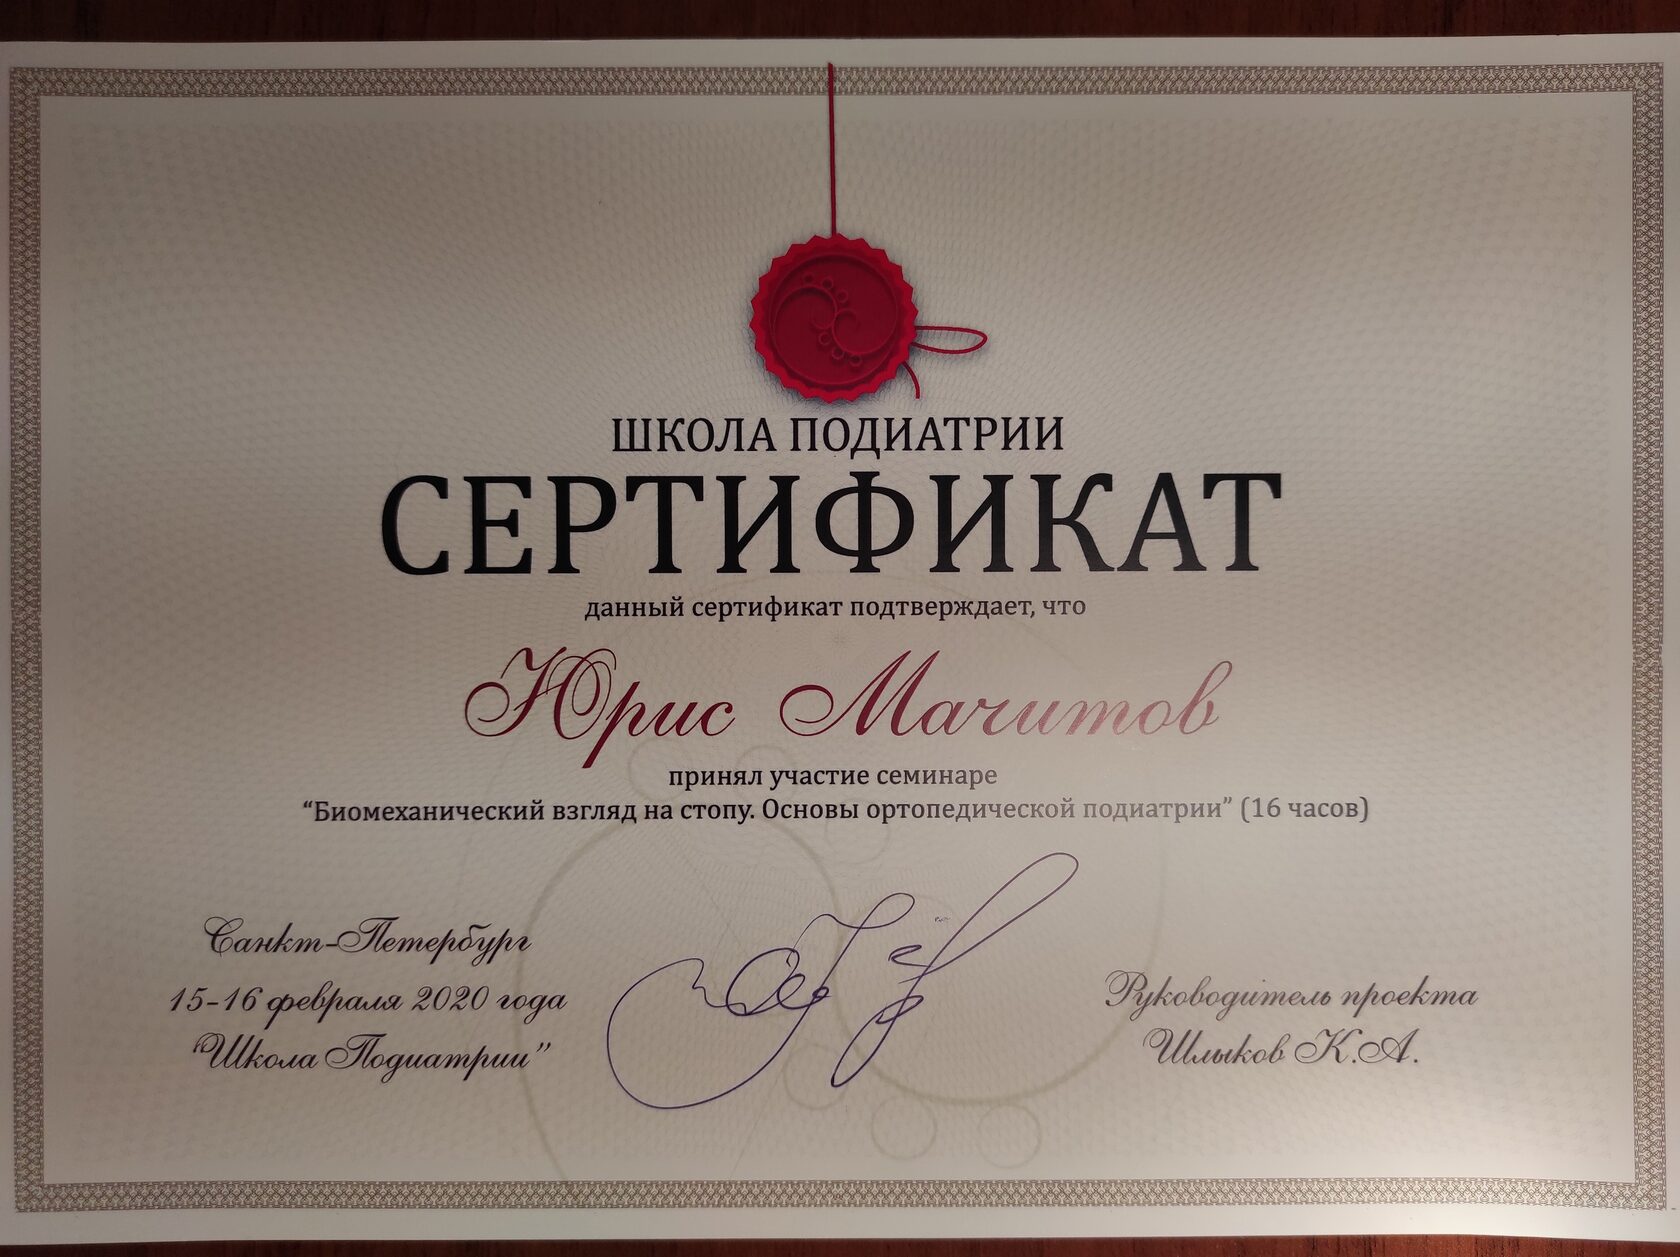 ШКОЛА ПОДИАТРИИ
СЕРТИФИКАТ
данный сертификат подтверждает, что
Юрис Мачитов
принял участие семинаре
“Биомеханический взгляд на стопу. Основы ортопедической подиатрии” (16 часов)
Санкт-Петербург
15-16 февраля 2020 года
“Школа Подиатрии”
Руководитель проекта
Шлыков К.А.